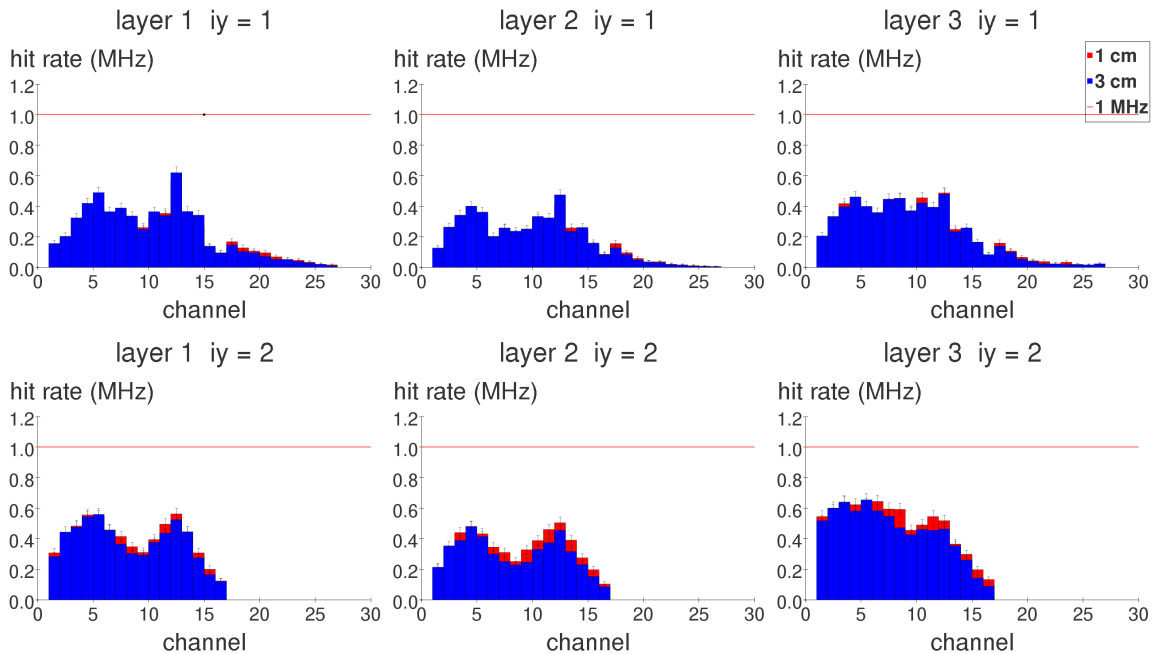 layer 1 iy = 1
hit rate (MHz)
1.2
1.0
0.8
0.6
0.4
0.2
0.0
0 5 10 15 20 25 30
channel
layer 2 iy = 1
hit rate (MHz)
1.2
1.0
0.8
0.6
0.4
0.2
0.0
0 5 10 15 20 25 30
channel
layer 3 iy = 1
hit rate (MHz)
1 cm
3 cm
1 MHz
1.2
1.0
0.8
0.6
0.4
0.2
0.0
0 5 10 15 20 25 30
channel
layer 1 iy = 2
hit rate (MHz)
1.2
1.0
0.8
0.6
0.4
0.2
0.0
0 5 10 15 20 25 30
channel
layer 2 iy = 2
hit rate (MHz)
1.2
1.0
0.8
0.6
0.4
0.2
0.0
0 5 10 15 20 25 30
channel
layer 3 iy = 2
hit rate (MHz)
1.2
1.0
0.8
0.6
0.4
0.2
0.0
0 5 10 15 20 25 30
channel